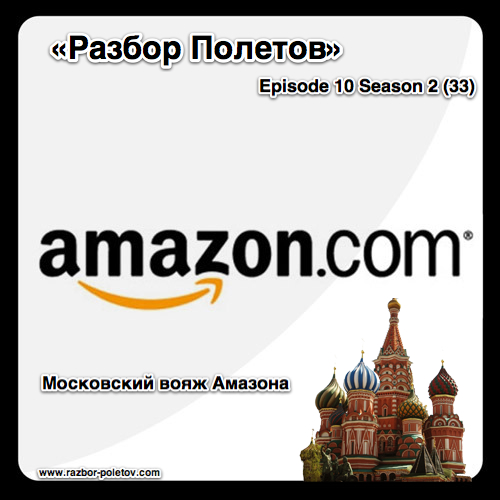 «Разбор Полетов»
Episode 10 Season 2 (33)
amazon.com®
Московский вояж Амазона
www.razbor-poletov.com